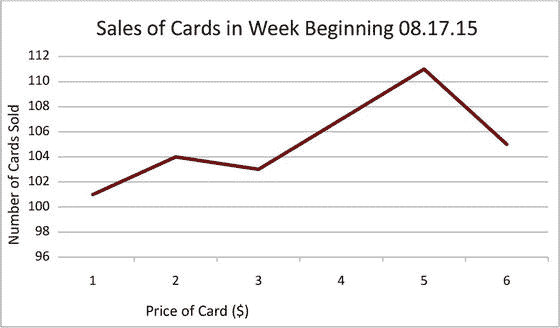 Sales of Cards in Week Beginning 08.17.15
Number of Cards Sold
112
110
108
106
104
102
100
98
96
1 2 3 4 5 6
Price of Card ($)